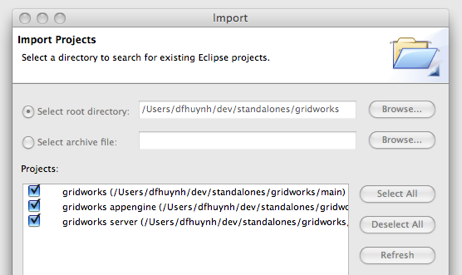 Import
Import Projects
Select a directory to search for existing Eclipse projects.
Select root directory: /Users/dfhuynh/dev/standalones/gridworks Browse...
Select archive file: Browse...
Projects:
gridworks (/Users/dfhuynh/dev/standalones/gridworks/main) Select All
gridworks appengine (/Users/dfhuynh/dev/standalones/gridwo
gridworks server (/Users/dfhuynh/dev/standalones/gridworks/ Deselect All
Refresh